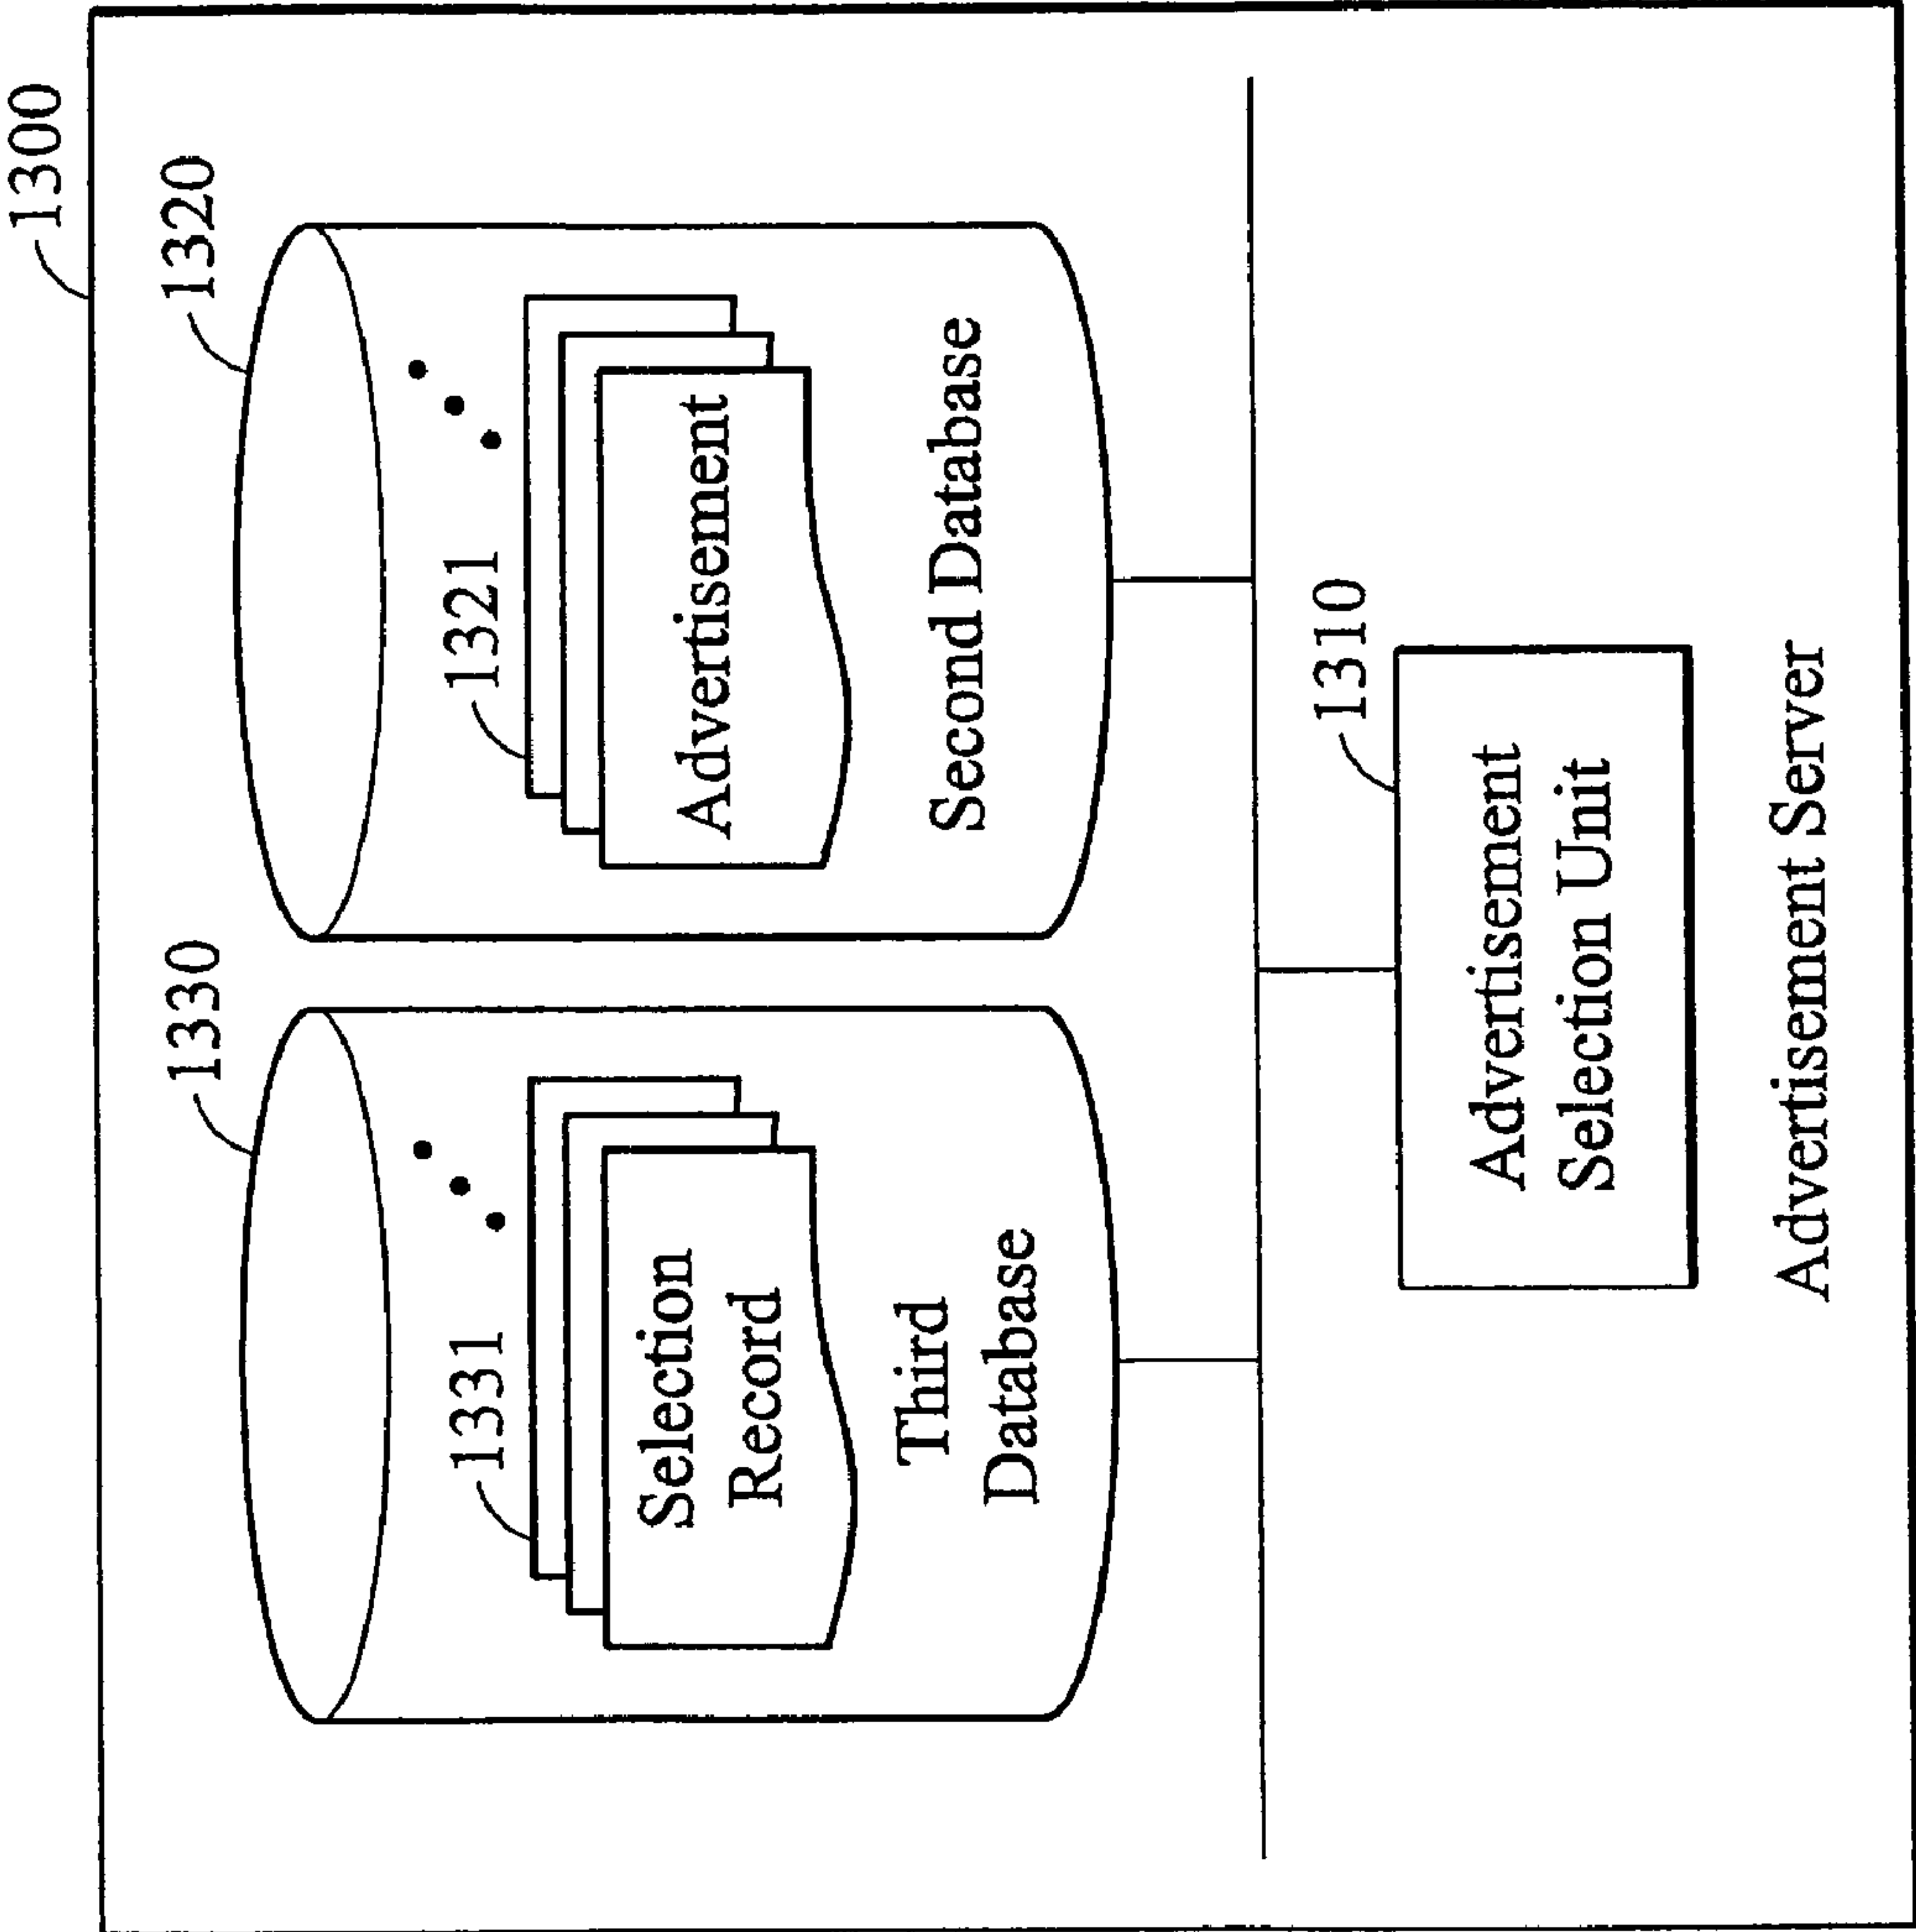 1300
1330
1320
1331
1321
Selection
Record
Advertisement
Third
Database
Second Database
1310
Advertisement
Selection Unit
Advertisement Server